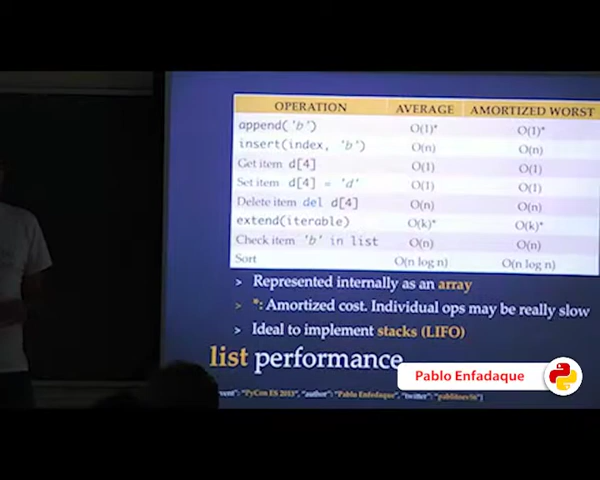 OPERATION AVERAGE AMORTIZED WORST
append('b') O(1)* O(1)*
insert(index, 'b') O(n) O(n)
Get item d[4] O(1) O(1)
Set item d[4] = 'd' O(1) O(1)
Delete item del d[4] O(n) O(n)
extend(iterable) O(k)* O(k)*
Check item 'b' in list O(n) O(n)
Sort O(n log n) O(n log n)
> Represented internally as an array
> *: Amortized cost. Individual ops may be really slow
> Ideal to implement stacks (LIFO)
list performance
Pablo Enfadaque
"PyCon ES 2013", "author": "Pablo Enfedaque", "twitter":